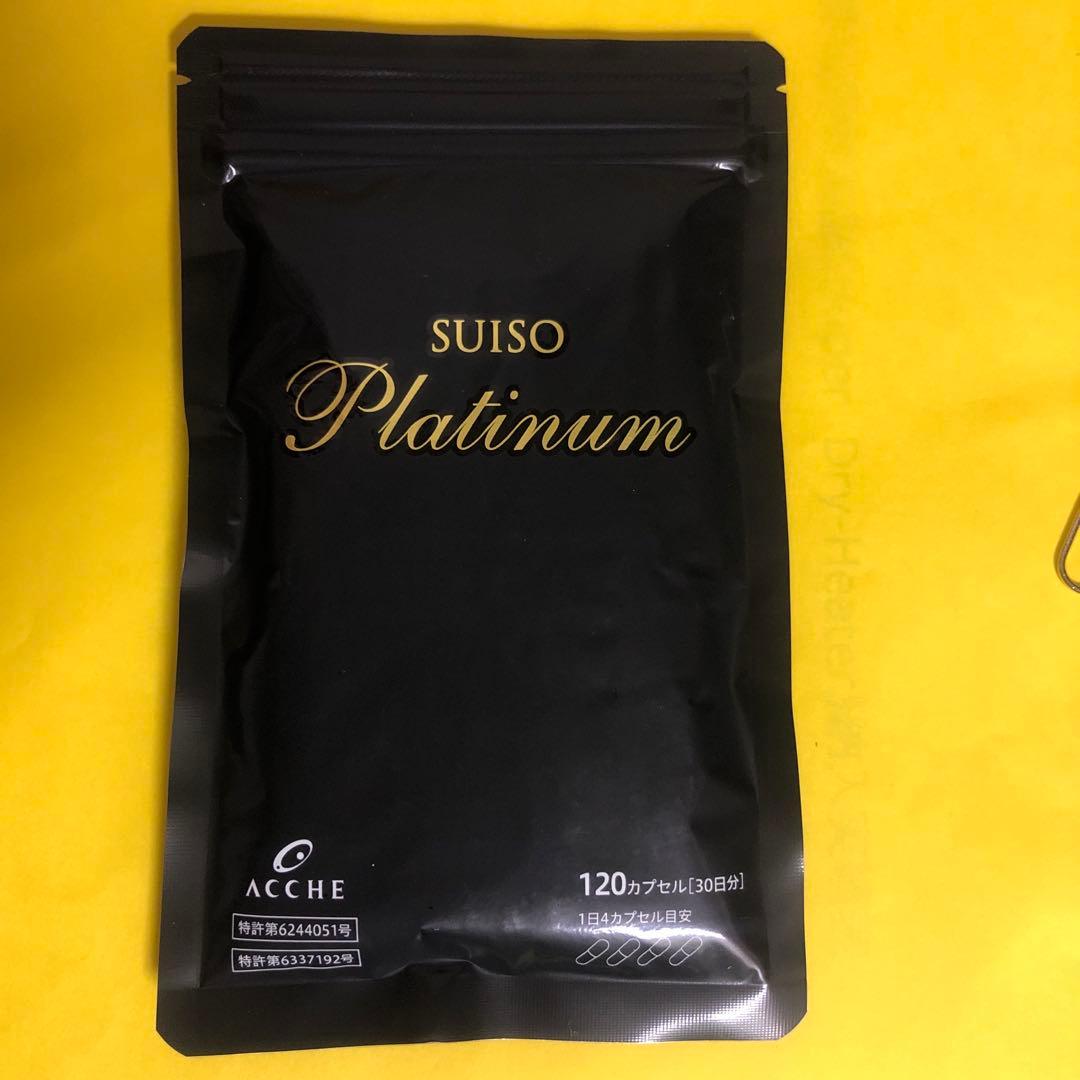 SUISO
Platinum
ACCHE
特許第6244051号
特許第6337192号
120カプセル[30日分]
1日4カプセル目安
Dry-Heater